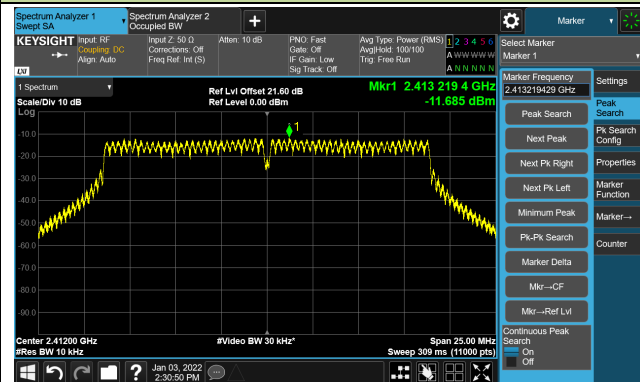 Spectrum Analyzer 1
Swept SA
Spectrum Analyzer 2
Occupied BW
Marker
KEYSIGHT
Input: RF
Coupling: DC
Align: Auto
Input Z: 50 Ω
Corrections: Off
Freq Ref: Int (S)
Atten: 10 dB
PNO: Fast
Gate: Off
IF Gain: Low
Sig Track: Off
Avg Type: Power (RMS)
Avg|Hold: 100/100
Trig: Free Run
1 2 3 4 5 6
A W W W W W
A N N N N N
LXI
Select Marker
Marker 1
1 Spectrum
Scale/Div 10 dB
Log
Ref Lvl Offset 21.60 dB
Ref Level 0.00 dBm
Mkr1 2.413 219 4 GHz
-11.685 dBm
1
-10.0
-20.0
-30.0
-40.0
-50.0
-60.0
-70.0
-80.0
-90.0
Center 2.41200 GHz
#Res BW 10 kHz
#Video BW 30 kHz*
Span 25.00 MHz
Sweep 309 ms (11000 pts)
Marker Frequency
2.413219429 GHz
Peak Search
Next Peak
Next Pk Right
Next Pk Left
Minimum Peak
Pk-Pk Search
Marker Delta
Mkr→CF
Mkr→Ref Lvl
Continuous Peak
Search
On
Off
Settings
Peak
Search
Pk Search
Config
Properties
Marker
Function
Marker→
Counter
Jan 03, 2022
2:30:50 PM